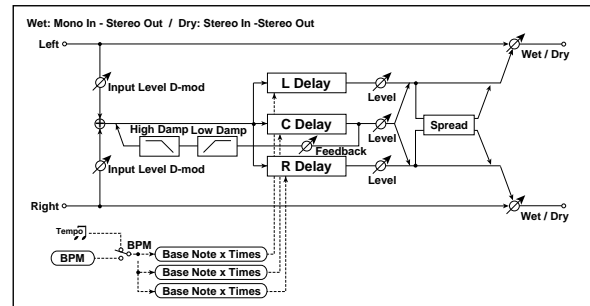 Wet: Mono In - Stereo Out / Dry: Stereo In -Stereo Out
Left
Wet / Dry
Input Level D-mod
L Delay
Level
High Damp
Low Damp
C Delay
Level
Spread
Feedback
Input Level D-mod
R Delay
Level
Right
Wet / Dry
Tempo
BPM
BPM
Base Note x Times
Base Note x Times
Base Note x Times